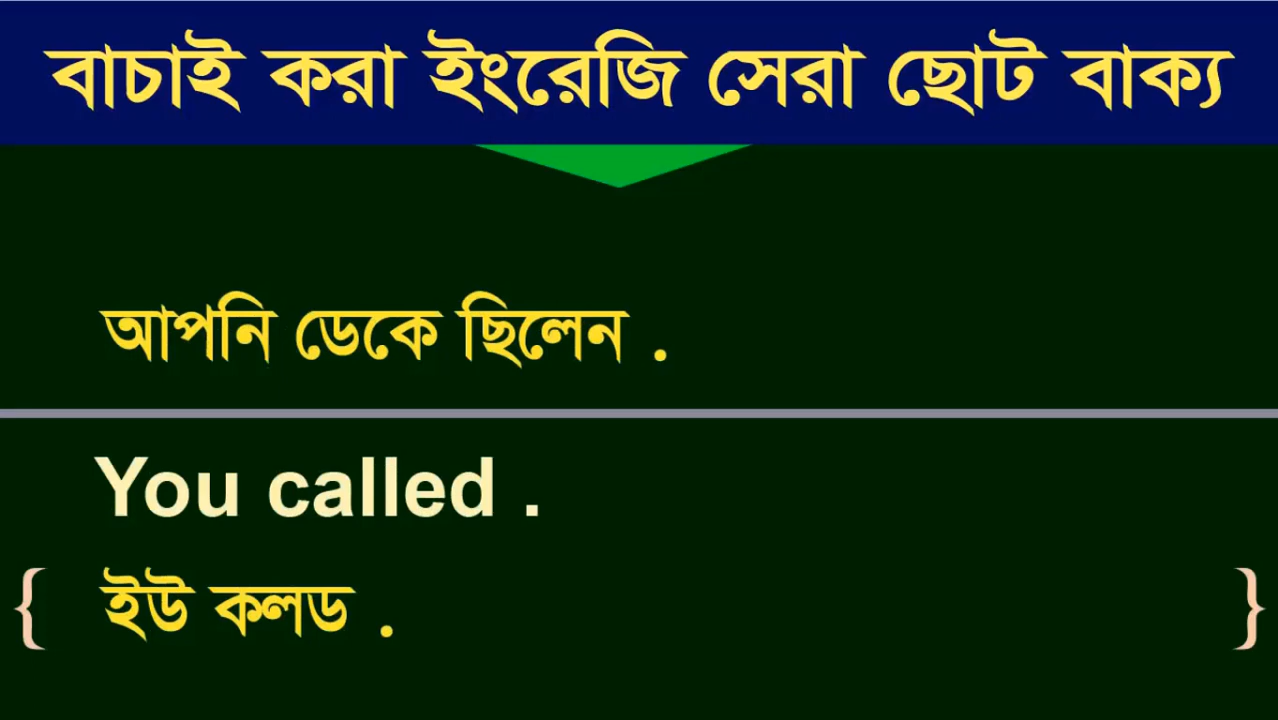 বাচাই করা ইংরেজি সেরা ছোট বাক্য
আপনি ডেকে ছিলেন .
You called .
{ ইউ কলড . }